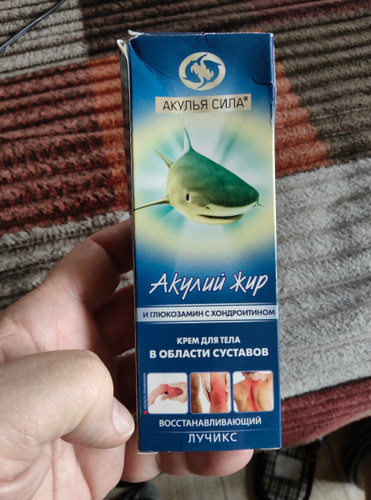 АКУЛЬЯ СИЛА®
Акулий жир
И ГЛЮКОЗАМИН С ХОНДРОИТИНОМ
КРЕМ ДЛЯ ТЕЛА
В ОБЛАСТИ СУСТАВОВ
ВОССТАНАВЛИВАЮЩИЙ
ЛУЧИКС